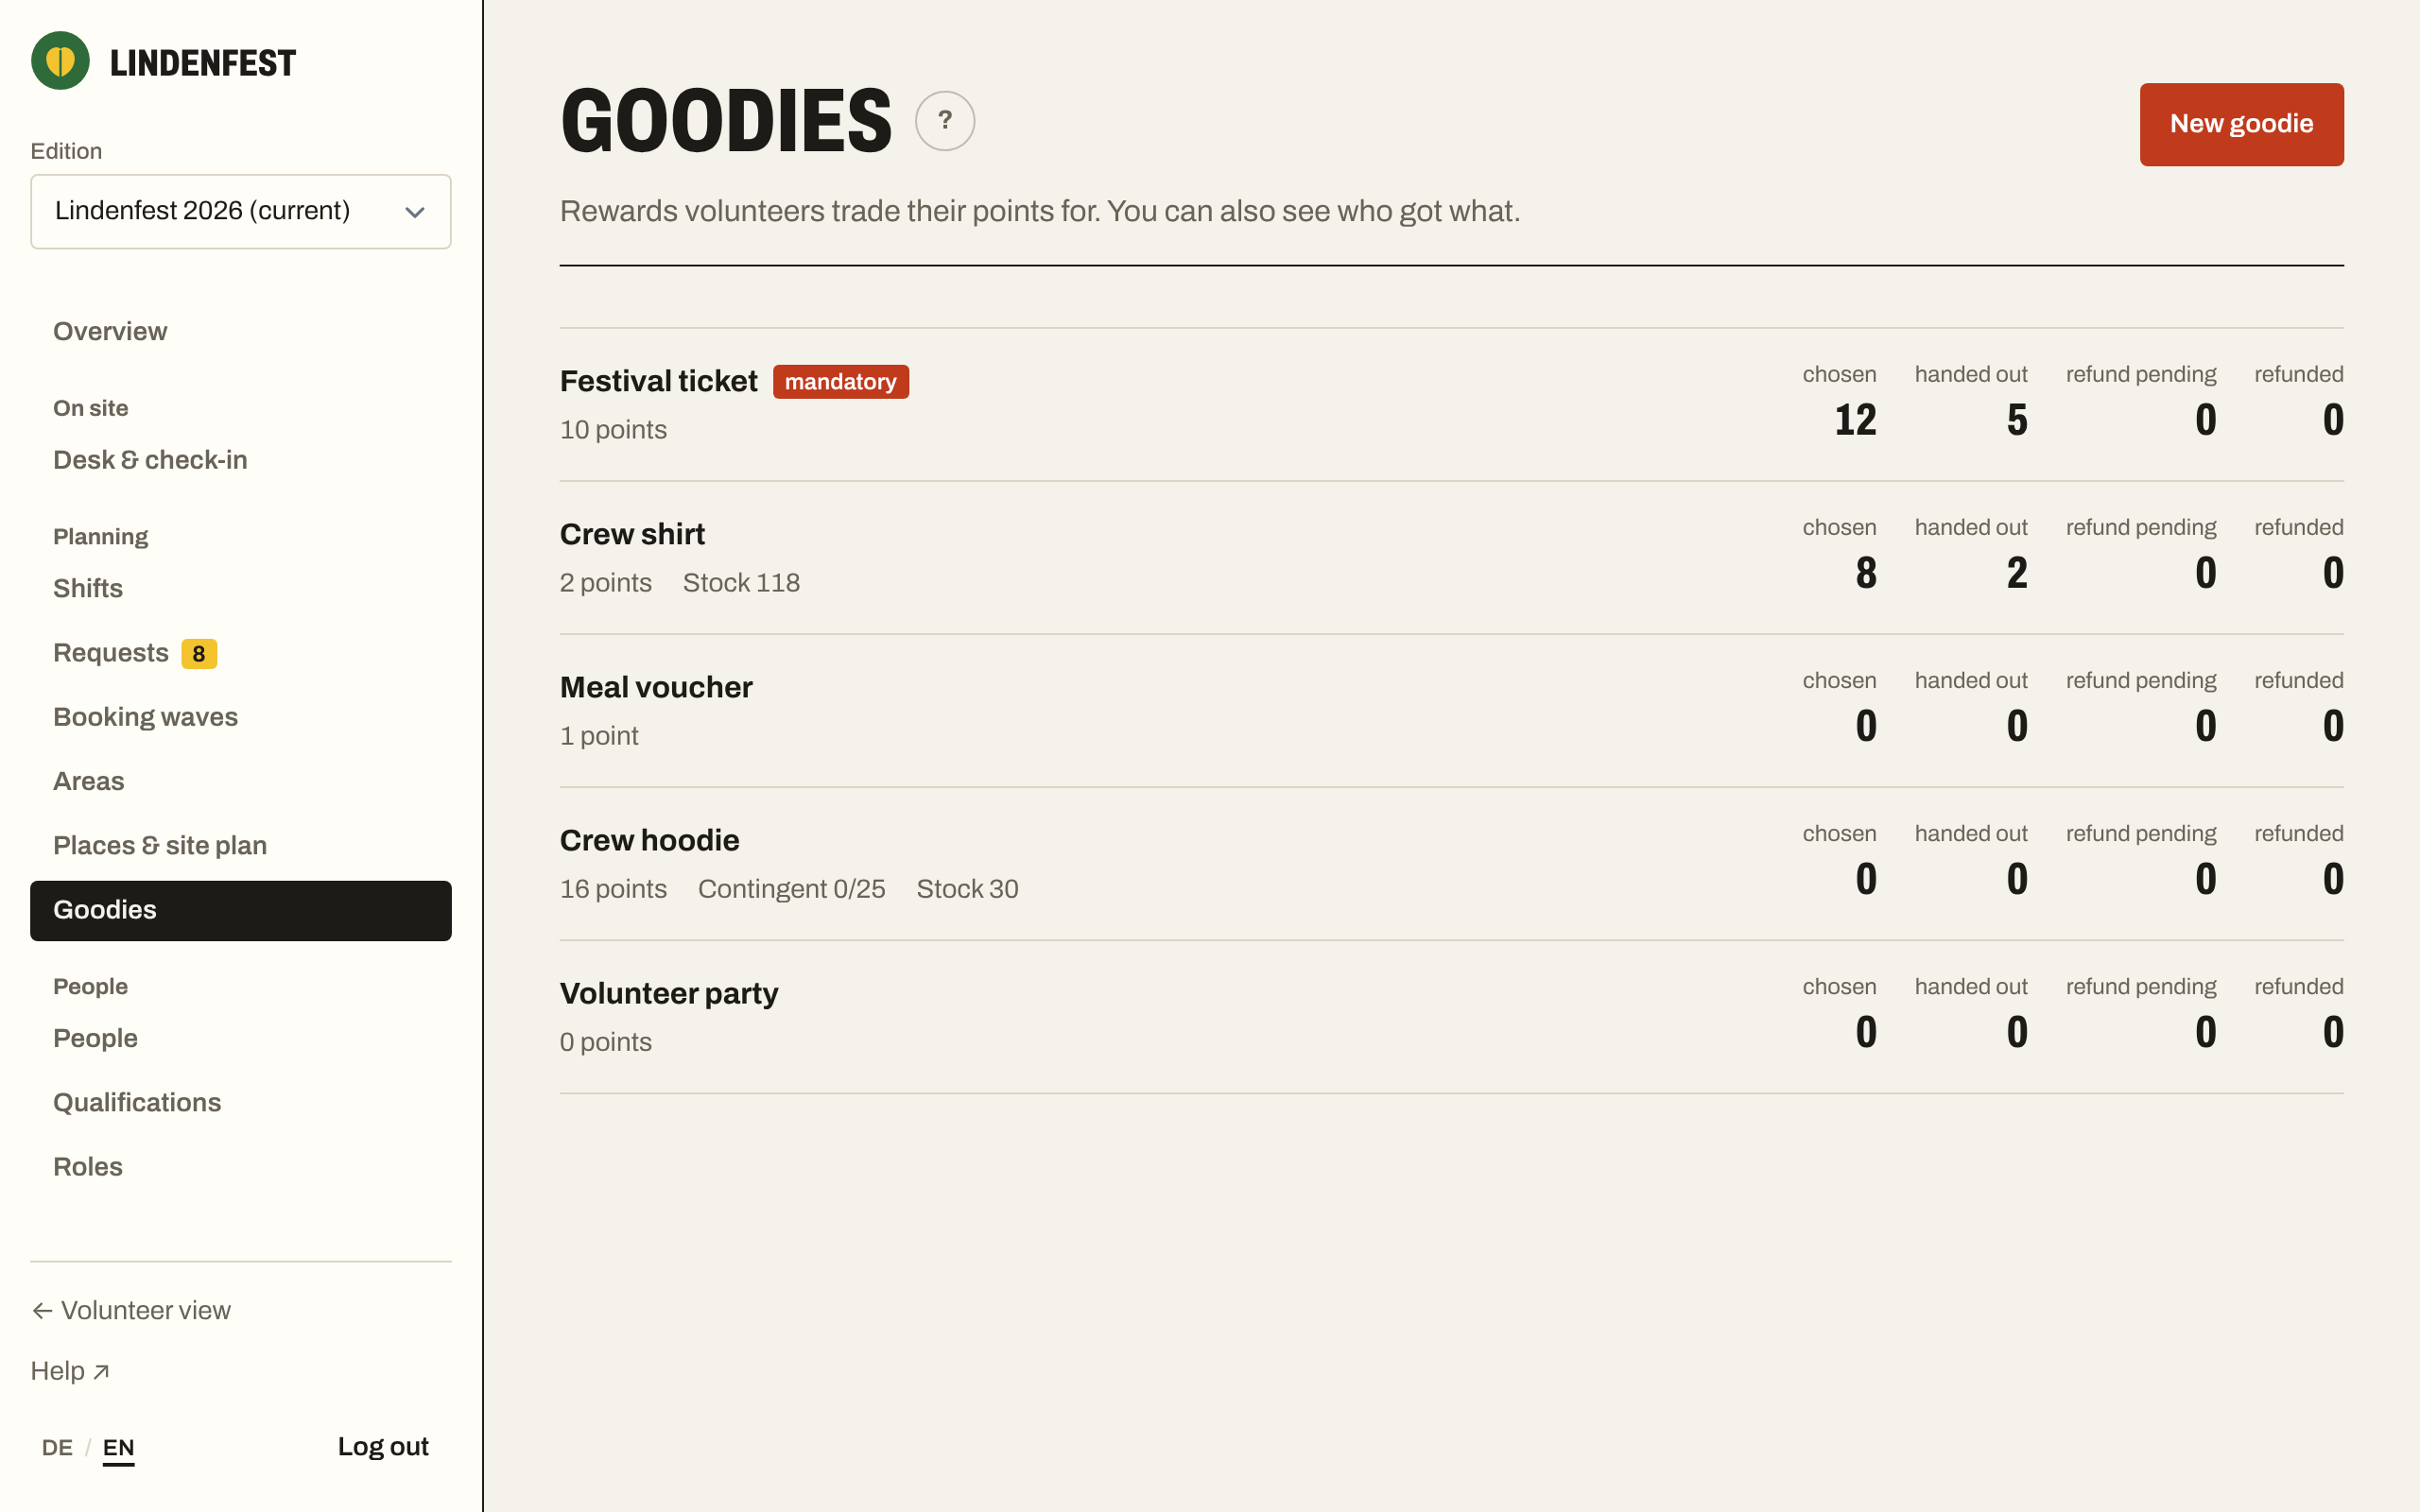 LINDENFEST
Edition
Lindenfest 2026 (current)
Overview
On site
Desk & check-in
Planning
Shifts
Requests 8
Booking waves
Areas
Places & site plan
Goodies
People
People
Qualifications
Roles
← Volunteer view
Help ↗
DE / EN
Log out
GOODIES ?
New goodie
Rewards volunteers trade their points for. You can also see who got what.
Festival ticket mandatory
10 points
chosen handed out refund pending refunded
12 5 0 0
Crew shirt
2 points Stock 118
chosen handed out refund pending refunded
8 2 0 0
Meal voucher
1 point
chosen handed out refund pending refunded
0 0 0 0
Crew hoodie
16 points Contingent 0/25 Stock 30
chosen handed out refund pending refunded
0 0 0 0
Volunteer party
0 points
chosen handed out refund pending refunded
0 0 0 0